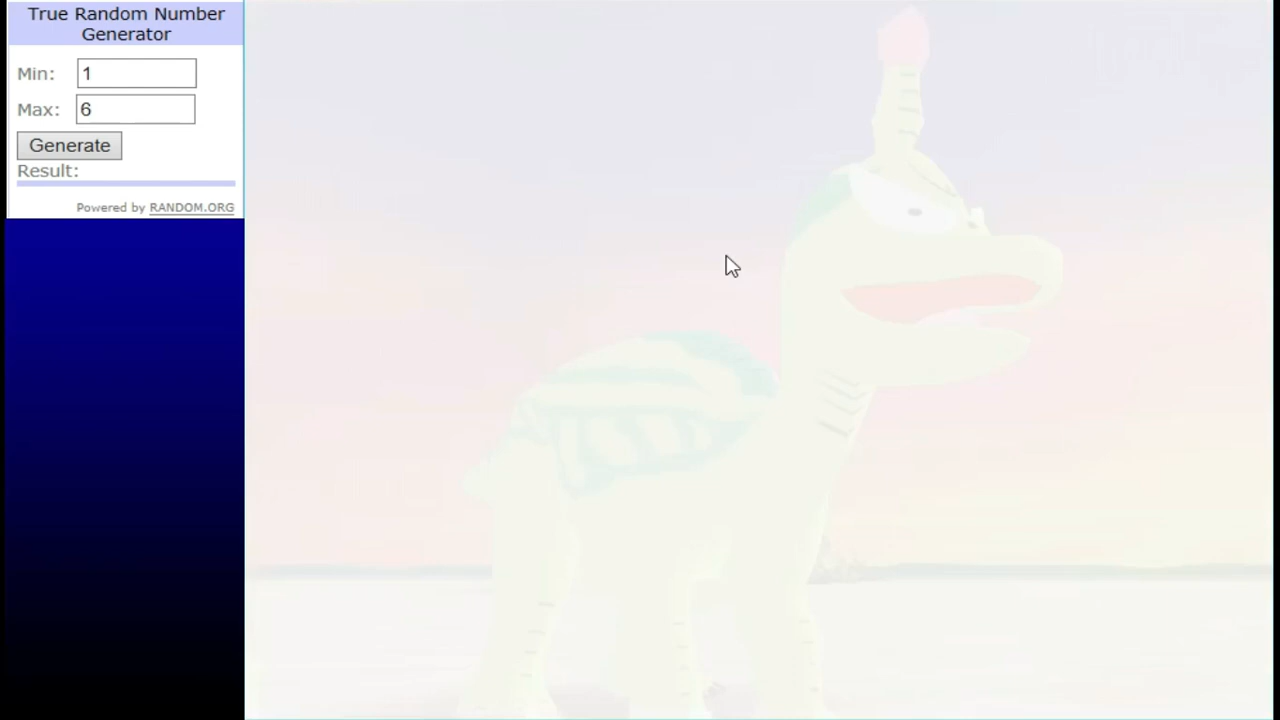 True Random Number
Generator
Min: 1
Max: 6
Generate
Result:
Powered by RANDOM.ORG